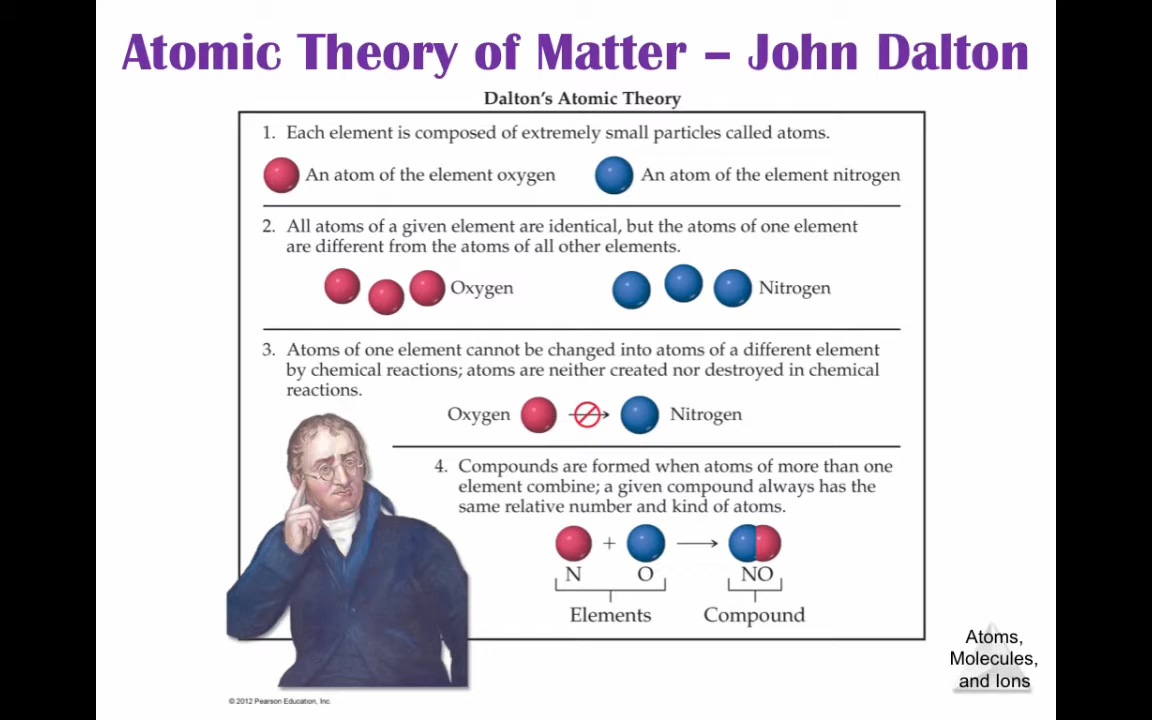 Atomic Theory of Matter – John Dalton
Dalton's Atomic Theory
1. Each element is composed of extremely small particles called atoms.
An atom of the element oxygen An atom of the element nitrogen
2. All atoms of a given element are identical, but the atoms of one element
are different from the atoms of all other elements.
Oxygen Nitrogen
3. Atoms of one element cannot be changed into atoms of a different element
by chemical reactions; atoms are neither created nor destroyed in chemical
reactions.
Oxygen Nitrogen
4. Compounds are formed when atoms of more than one
element combine; a given compound always has the
same relative number and kind of atoms.
+
N O NO
Elements Compound
Atoms,
Molecules,
and Ions
© 2012 Pearson Education, Inc.